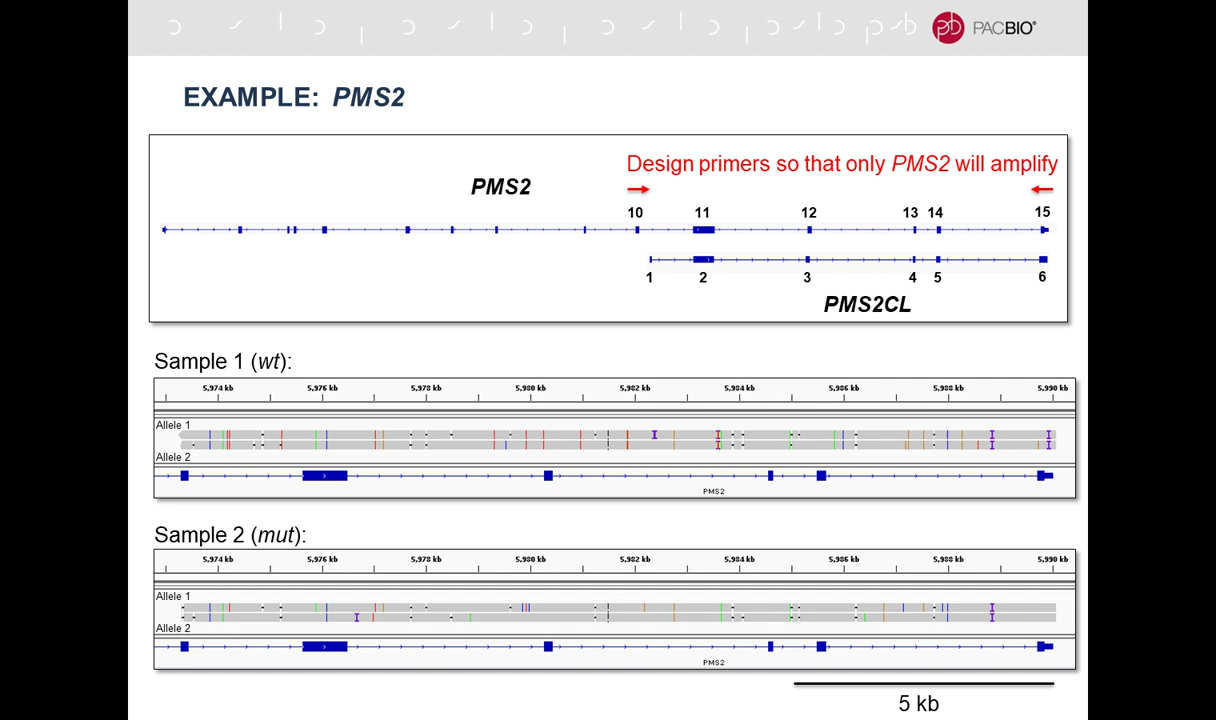 PACBIO®
EXAMPLE: PMS2
Design primers so that only PMS2 will amplify
PMS2
10 11 12 13 14 15
1 2 3 4 5 6
PMS2CL
Sample 1 (wt):
5,974 kb 5,976 kb 5,978 kb 5,980 kb 5,982 kb 5,984 kb 5,986 kb 5,988 kb 5,990 kb
Allele 1
Allele 2
PMS2
Sample 2 (mut):
5,974 kb 5,976 kb 5,978 kb 5,980 kb 5,982 kb 5,984 kb 5,986 kb 5,988 kb 5,990 kb
Allele 1
Allele 2
PMS2
5 kb